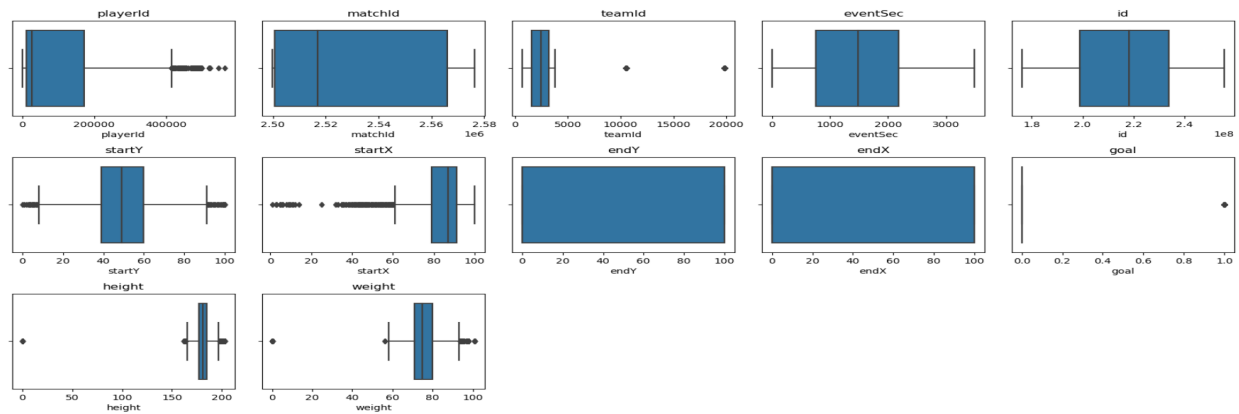 playerId matchId teamId eventSec id
0 200000 400000 2.50 2.52 2.54 2.56 2.58 0 5000 10000 15000 20000 0 1000 2000 3000 1.8 2.0 2.2 2.4
1e6 1e8
playerId matchId teamId eventSec id
startY startX endY endX goal
0 20 40 60 80 100 0 20 40 60 80 100 0 20 40 60 80 100 0 20 40 60 80 100 0.0 0.2 0.4 0.6 0.8 1.0
startY startX endY endX goal
height weight
0 50 100 150 200 0 20 40 60 80 100
height weight